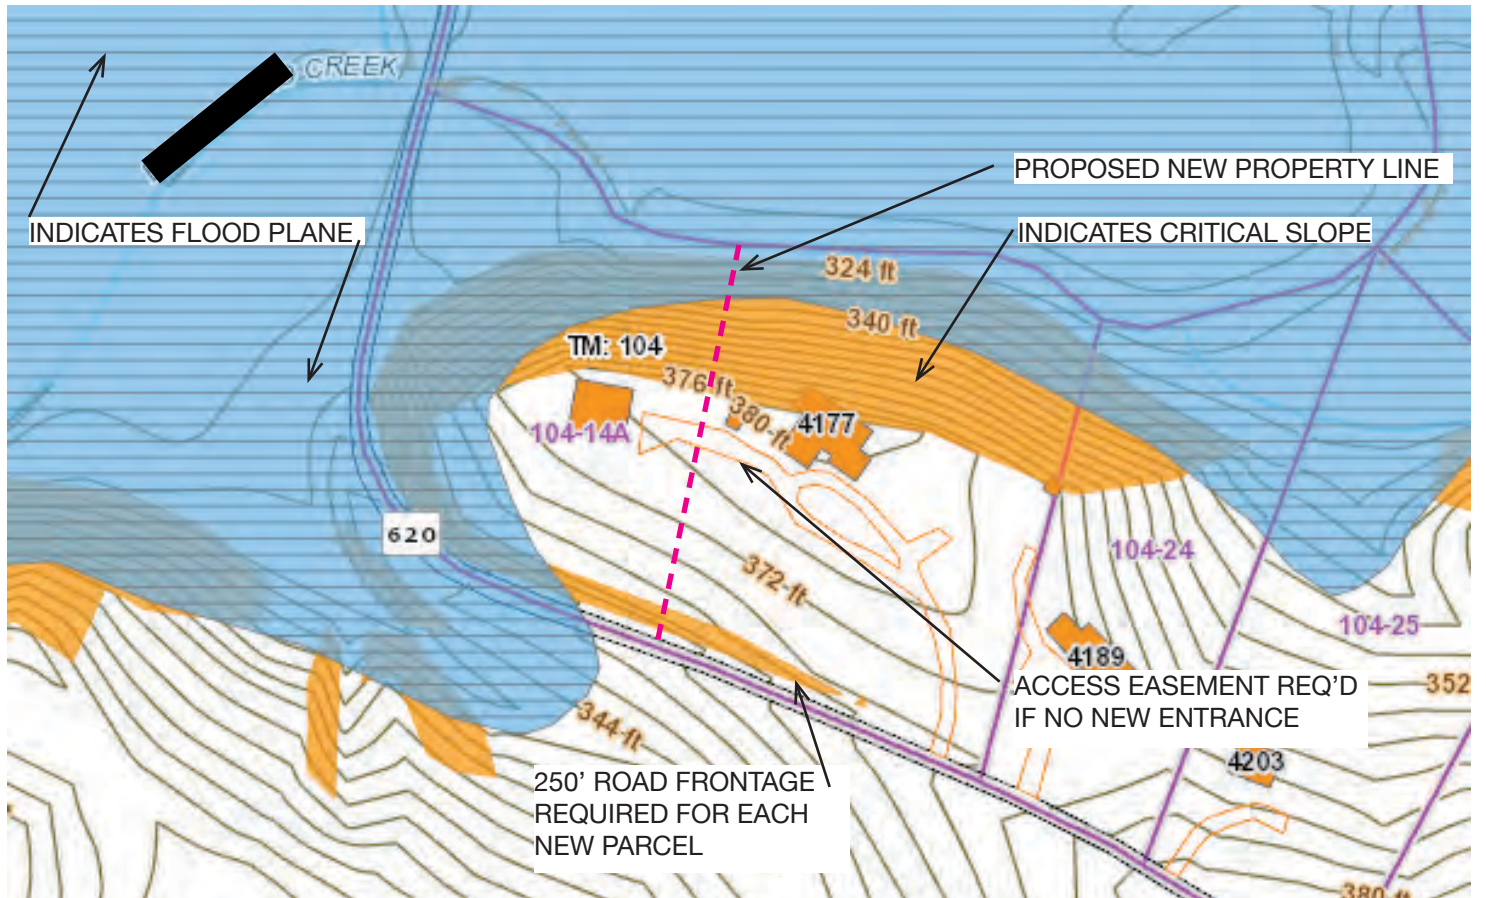 CREEK
PROPOSED NEW PROPERTY LINE
INDICATES FLOOD PLANE
INDICATES CRITICAL SLOPE
324 ft
340 ft
TM: 104
376 ft
380-ft
4177
104-14A
620
104-24
372-ft
104-25
4189
ACCESS EASEMENT REQ'D
IF NO NEW ENTRANCE
352
344-ft
4203
250' ROAD FRONTAGE
REQUIRED FOR EACH
NEW PARCEL
380-ft